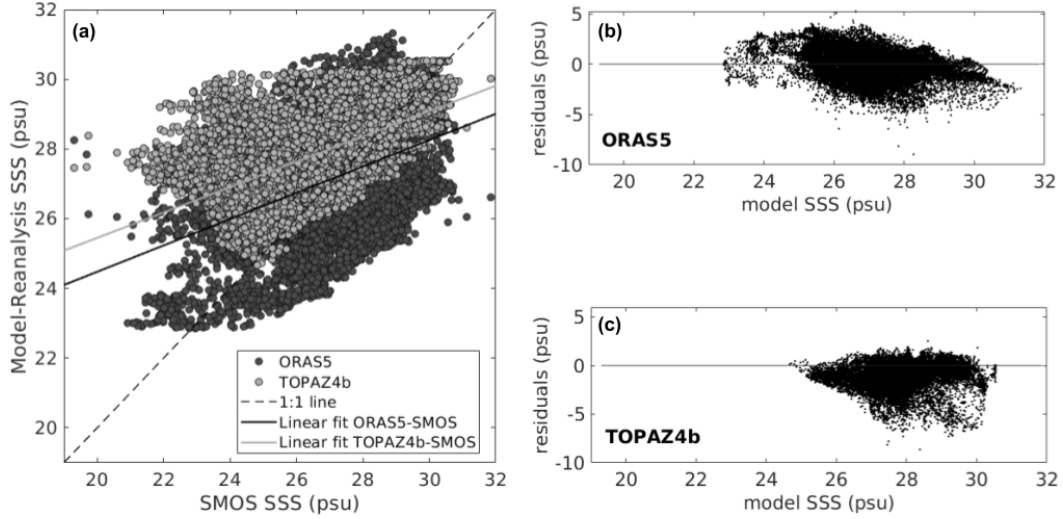 (a)
Model-Reanalysis SSS (psu)
32
30
28
26
24
22
20
ORAS5
TOPAZ4b
1:1 line
Linear fit ORAS5-SMOS
Linear fit TOPAZ4b-SMOS
20 22 24 26 28 30 32
SMOS SSS (psu)
(b)
residuals (psu)
5
0
-5
-10
ORAS5
20 22 24 26 28 30 32
model SSS (psu)
(c)
residuals (psu)
5
0
-5
-10
TOPAZ4b
20 22 24 26 28 30 32
model SSS (psu)